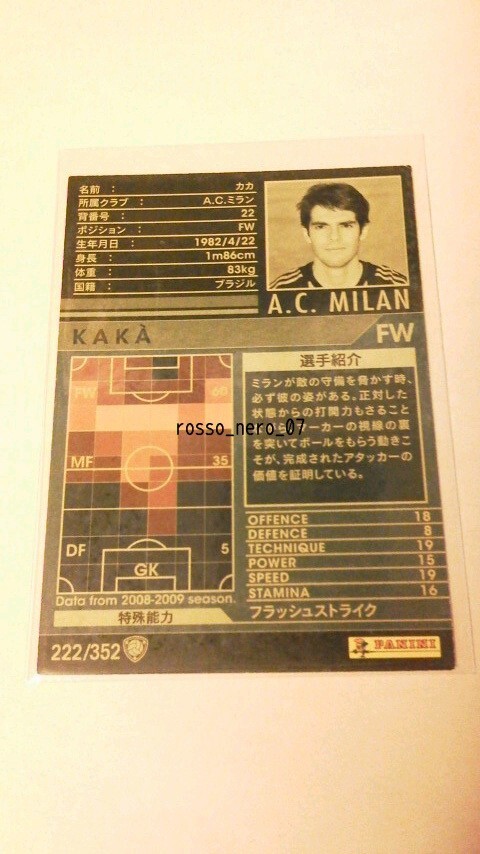 名前 : カカ
所属クラブ : A.C.ミラン
背番号 : 22
ポジション : FW
生年月日 : 1982/4/22
身長 : 1m86cm
体重 : 83kg
国籍 : ブラジル
A.C. MILAN
KAKÀ
FW
FW 60
MF 35
DF 5
GK
Data from 2008-2009 season.
選手紹介
ミランが敵の守備を脅かす時、
必ず彼の姿がある。正対した
状態からの打開力もさること
ーカーの視線の裏
を突いてボールをもらう動きこ
そが、完成されたアタッカーの
価値を証明している。
rosso_nero_07
OFFENCE 18
DEFENCE 8
TECHNIQUE 19
POWER 15
SPEED 19
STAMINA 16
特殊能力
フラッシュストライク
222/352
PANINI